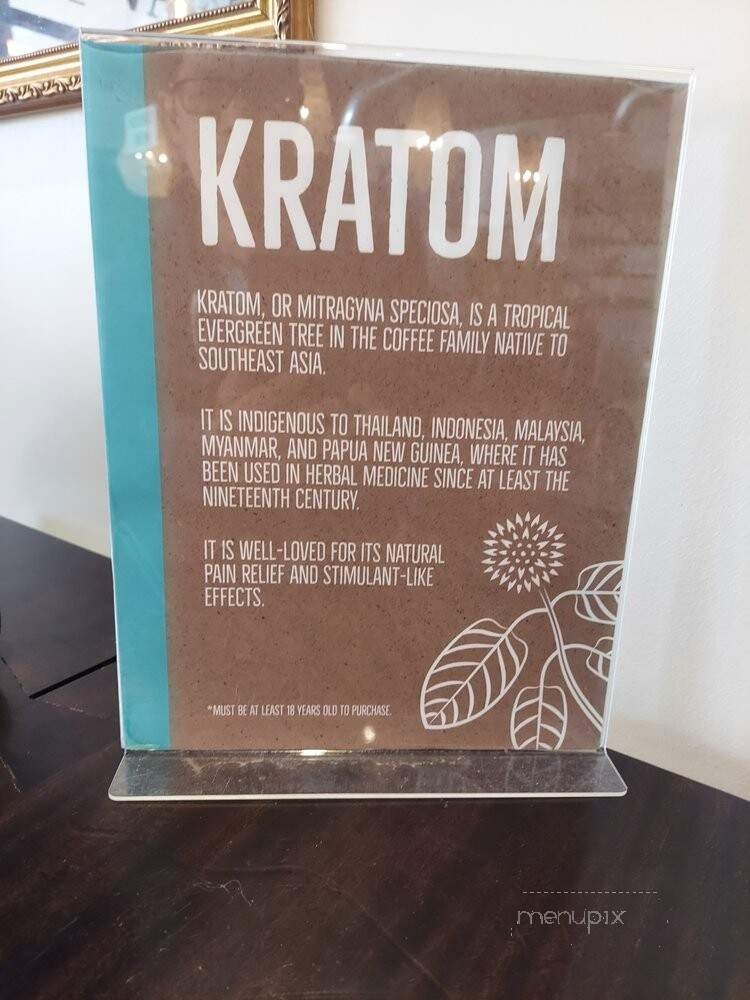 KRATOM
KRATOM, OR MITRAGYNA SPECIOSA, IS A TROPICAL
EVERGREEN TREE IN THE COFFEE FAMILY NATIVE TO
SOUTHEAST ASIA.
IT IS INDIGENOUS TO THAILAND, INDONESIA, MALAYSIA,
MYANMAR, AND PAPUA NEW GUINEA, WHERE IT HAS
BEEN USED IN HERBAL MEDICINE SINCE AT LEAST THE
NINETEENTH CENTURY.
IT IS WELL-LOVED FOR ITS NATURAL
PAIN RELIEF AND STIMULANT-LIKE
EFFECTS.
*MUST BE AT LEAST 18 YEARS OLD TO PURCHASE.
menupix